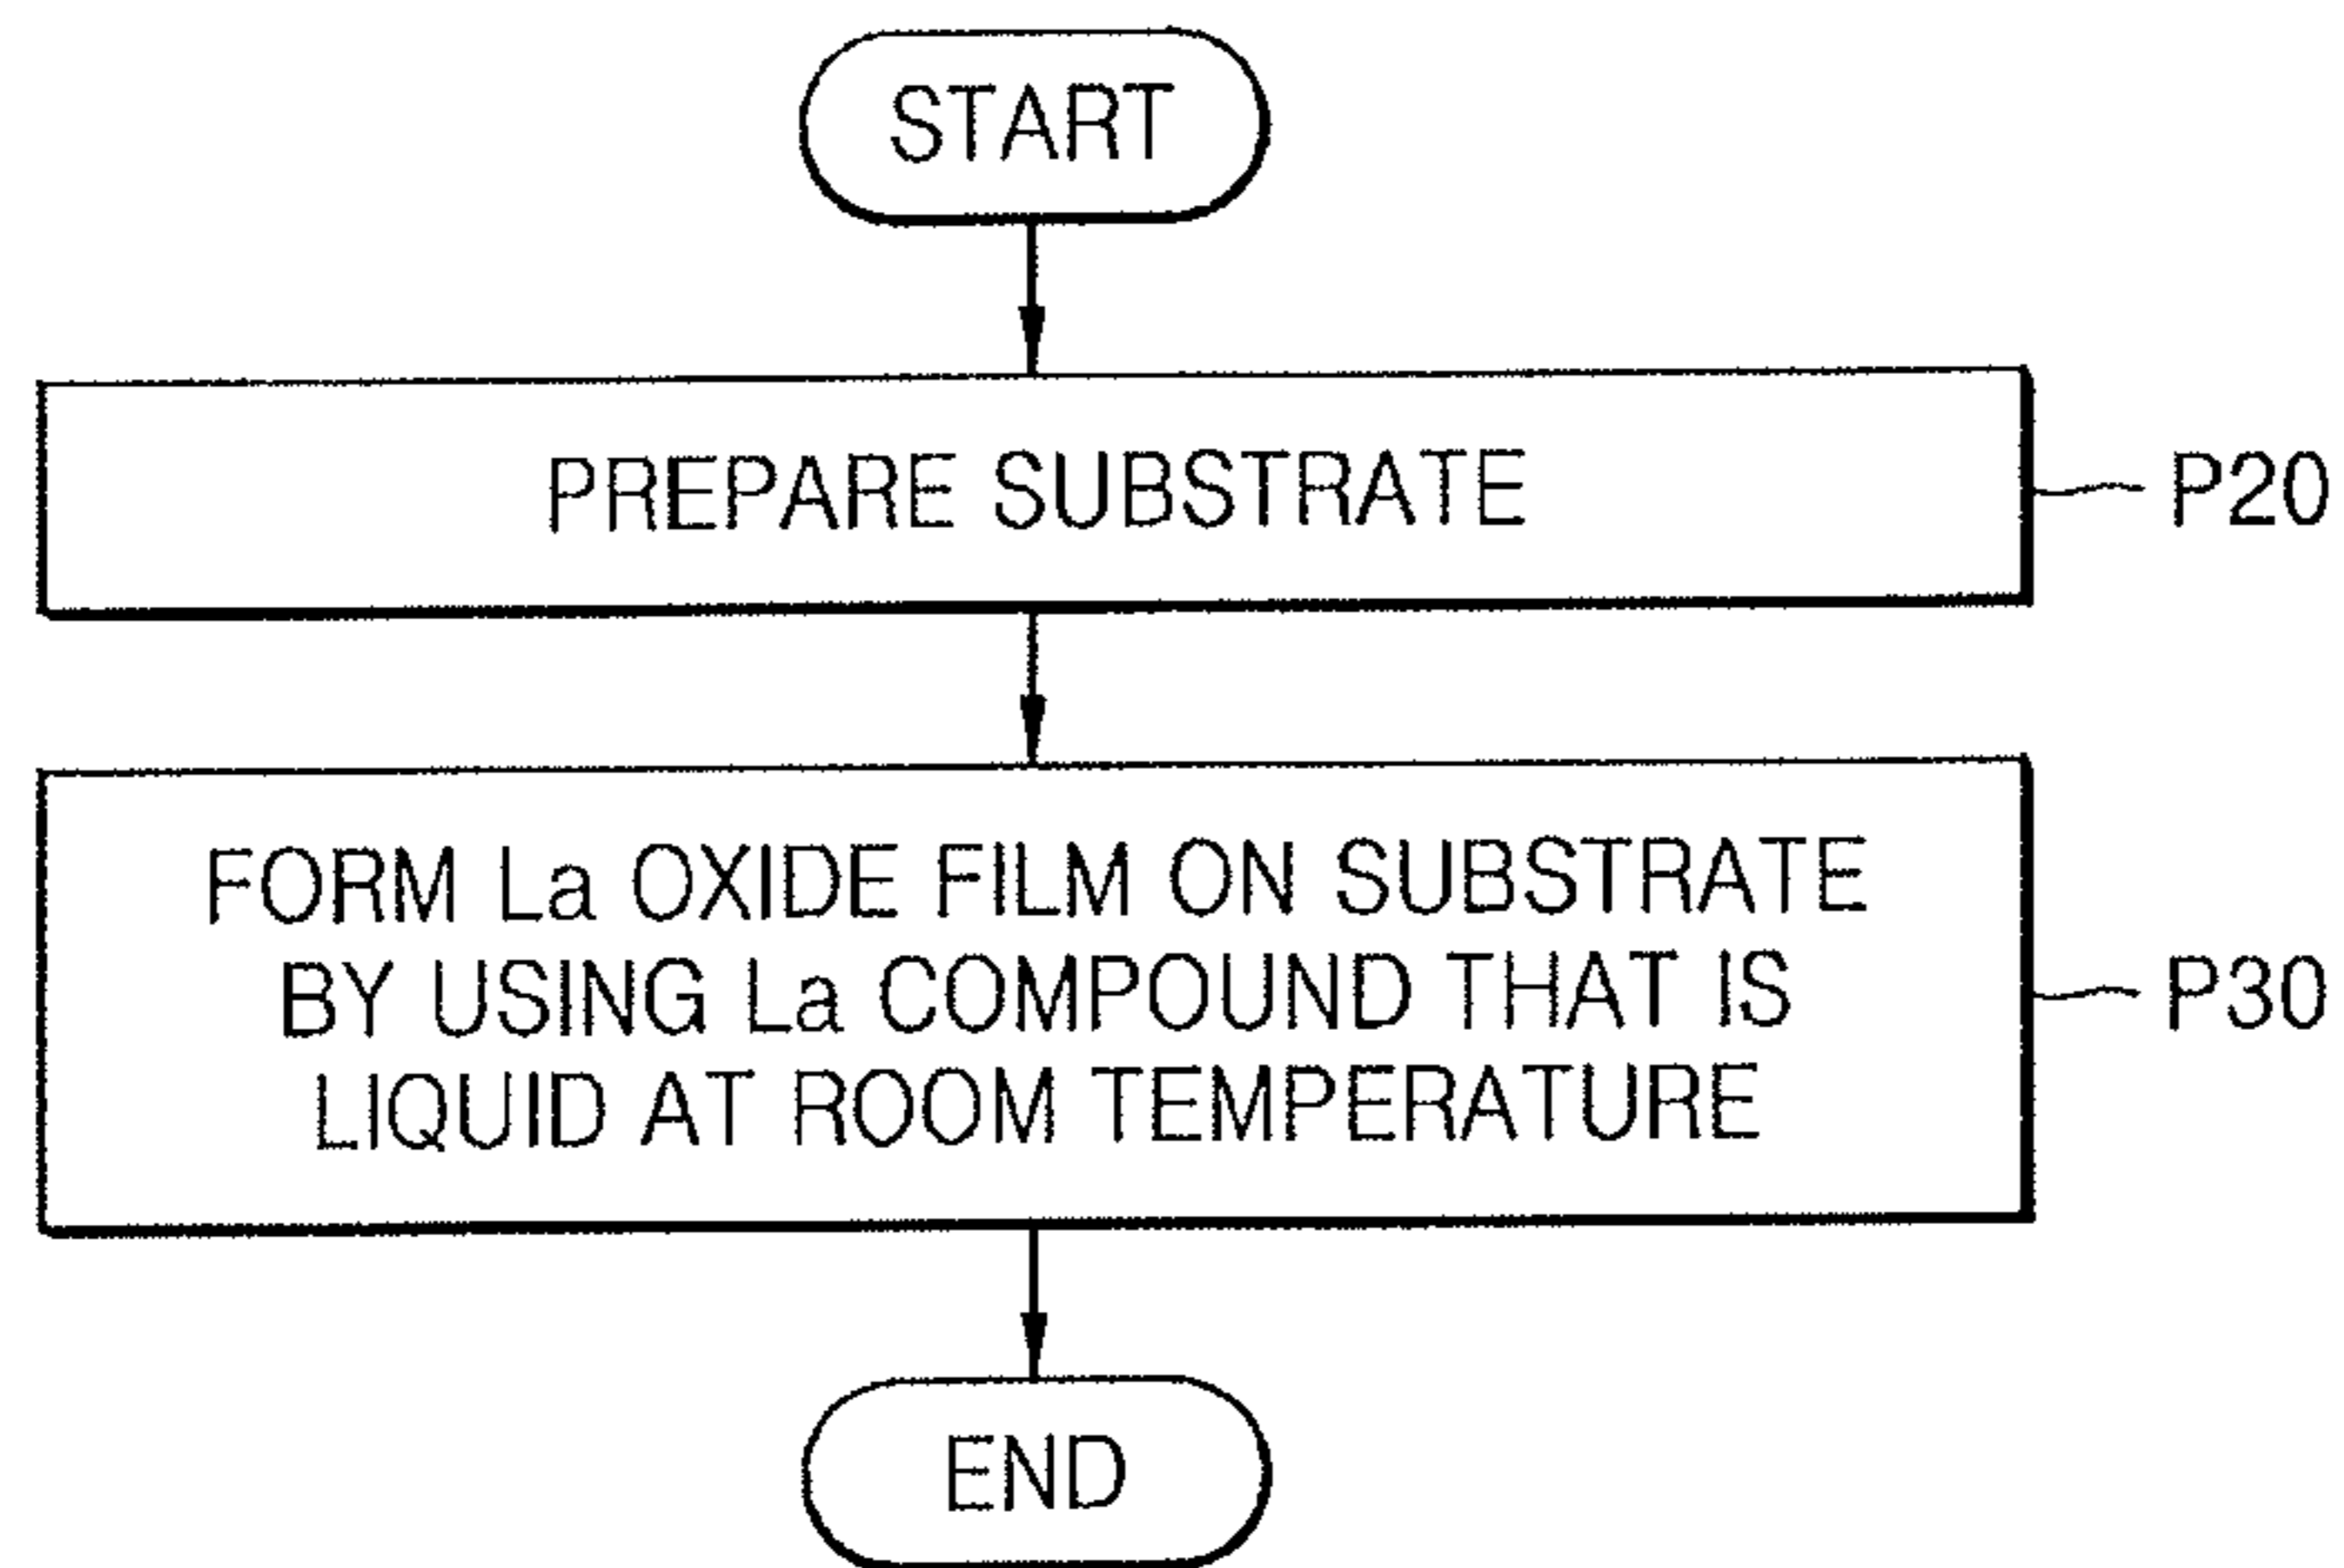 START
PREPARE SUBSTRATE
P20
FORM La OXIDE FILM ON SUBSTRATE
BY USING La COMPOUND THAT IS
LIQUID AT ROOM TEMPERATURE
P30
END